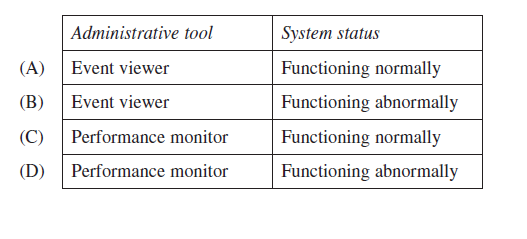 Administrative tool System status
(A) Event viewer Functioning normally
(B) Event viewer Functioning abnormally
(C) Performance monitor Functioning normally
(D) Performance monitor Functioning abnormally